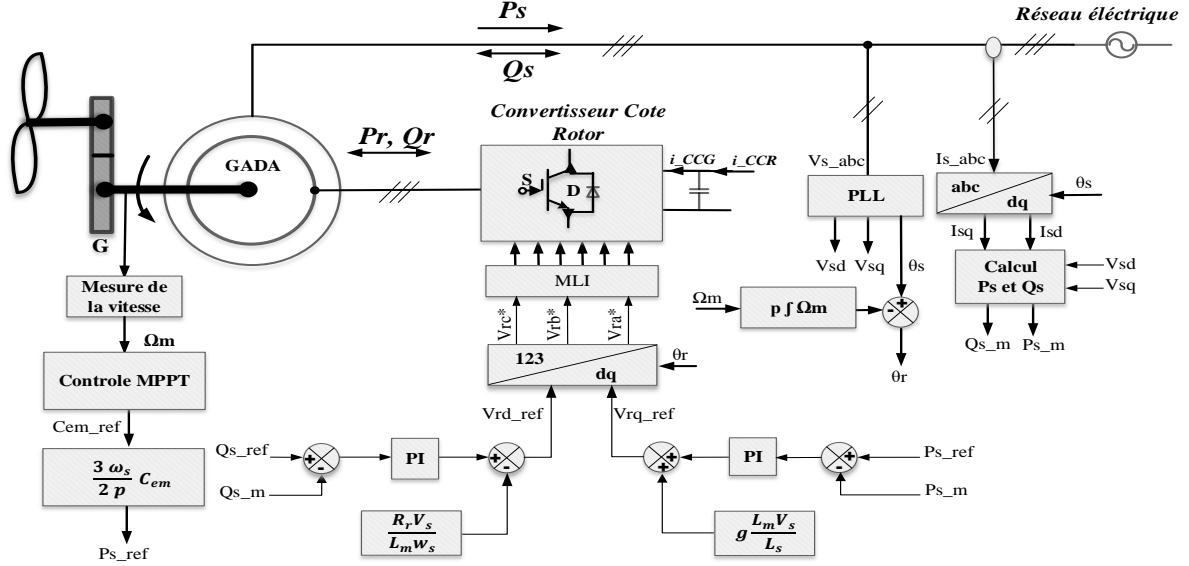 Ps
Qs
Réseau éléctrique
Convertisseur Cote
Rotor
Pr, Qr
GADA
S
D
i_CCG
i_CCR
G
Vs_abc
Is_abc
PLL
abc
dq
θs
Vsd
Vsq
θs
Isq
Isd
Calcul
Ps et Qs
Vsd
Vsq
Qs_m
Ps_m
Mesure de
la vitesse
Ωm
Controle MPPT
Cem_ref
3 ωs
2 p
Cem
Ps_ref
MLI
Vrc*
Vrb*
Vra*
123
dq
θr
Ωm
p ∫ Ωm
-
+
θr
Vrd_ref
Vrq_ref
Qs_ref
Qs_m
+
-
PI
+
-
+
+
PI
+
-
Ps_ref
Ps_m
RrVs
Lmws
g
LmVs
Ls